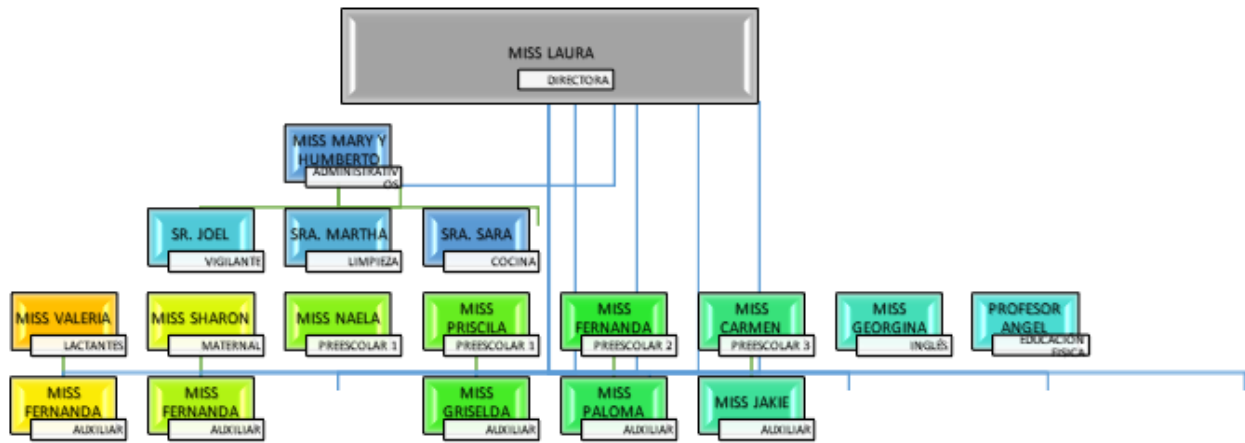 MISS LAURA
DIRECTORA
MISS MARY Y
HUMBERTO
ADMINISTRATIV
OS
SR. JOEL
VIGILANTE
SRA. MARTHA
LIMPIEZA
SRA. SARA
COCINA
MISS VALERIA
LACTANTES
MISS SHARON
MATERNAL
MISS NAELA
PREESCOLAR 1
MISS
PRISCILA
PREESCOLAR 1
MISS
FERNANDA
PREESCOLAR 2
MISS
CARMEN
PREESCOLAR 3
MISS
GEORGINA
INGLÉS
PROFESOR
ANGEL
EDUCACION
FISICA
MISS
FERNANDA
AUXILIAR
MISS
FERNANDA
AUXILIAR
MISS
GRISELDA
AUXILIAR
MISS
PALOMA
AUXILIAR
MISS JAKIE
AUXILIAR